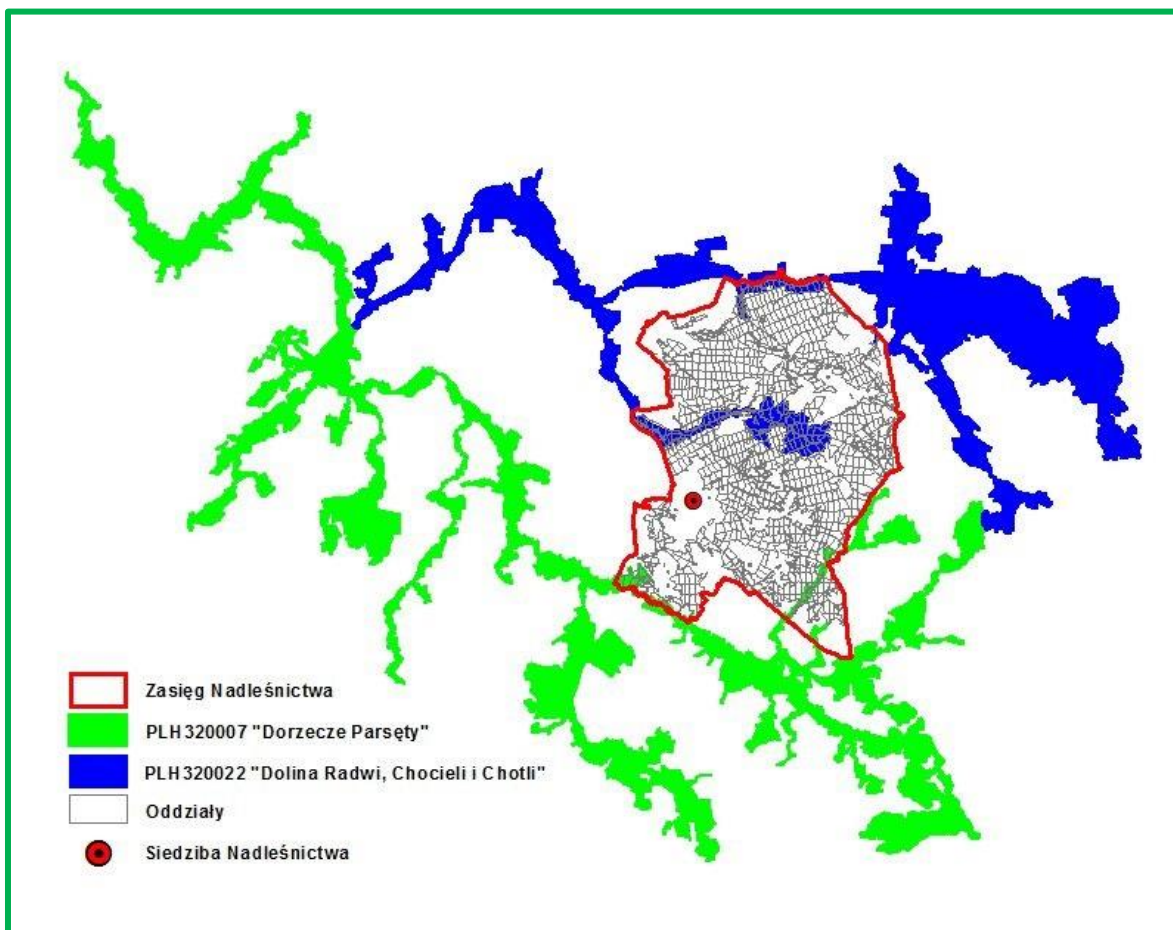 Zasięg Nadleśnictwa
PLH320007 "Dorzecze Parsęty"
PLH320022 "Dolina Radwi, Chocieli i Chotli"
Oddziały
Siedziba Nadleśnictwa